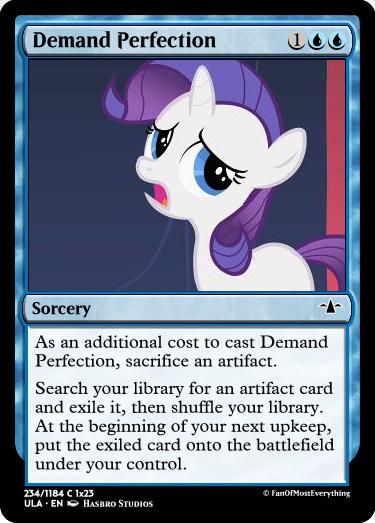 Demand Perfection 1
Sorcery
As an additional cost to cast Demand
Perfection, sacrifice an artifact.
Search your library for an artifact card
and exile it, then shuffle your library.
At the beginning of your next upkeep,
put the exiled card onto the battlefield
under your control.
234/1184 C 1x23
ULA • EN Hasbro Studios
© FanOfMostEverything